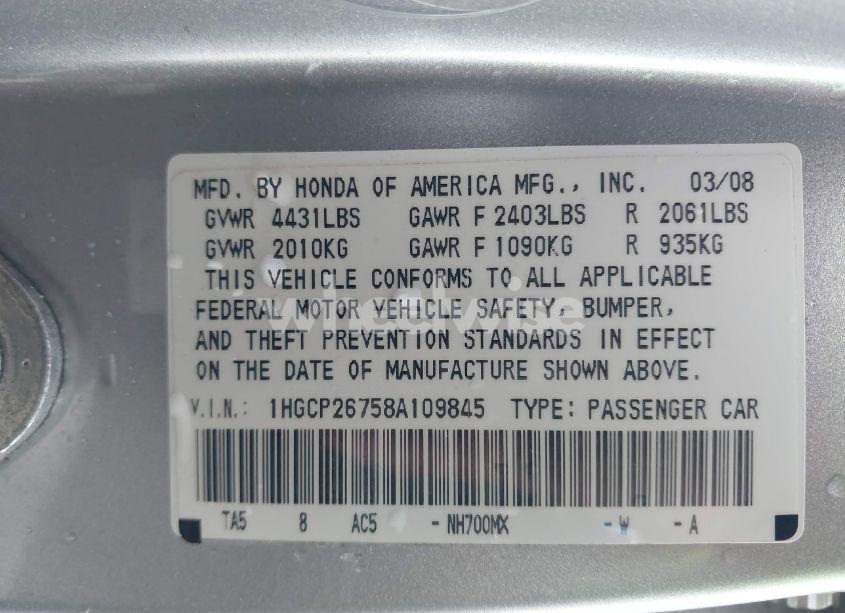 MFD. BY HONDA OF AMERICA MFG., INC. 03/08
GVWR 4431LBS GAWR F 2403LBS R 2061LBS
GVWR 2010KG GAWR F 1090KG R 935KG
THIS VEHICLE CONFORMS TO ALL APPLICABLE
FEDERAL MOTOR VEHICLE SAFETY, BUMPER,
AND THEFT PREVENTION STANDARDS IN EFFECT
ON THE DATE OF MANUFACTURE SHOWN ABOVE.
V.I.N.: 1HGCP26758A109845 TYPE: PASSENGER CAR
TA5 8 AC5 - NH700MX - W - A
wheelwise